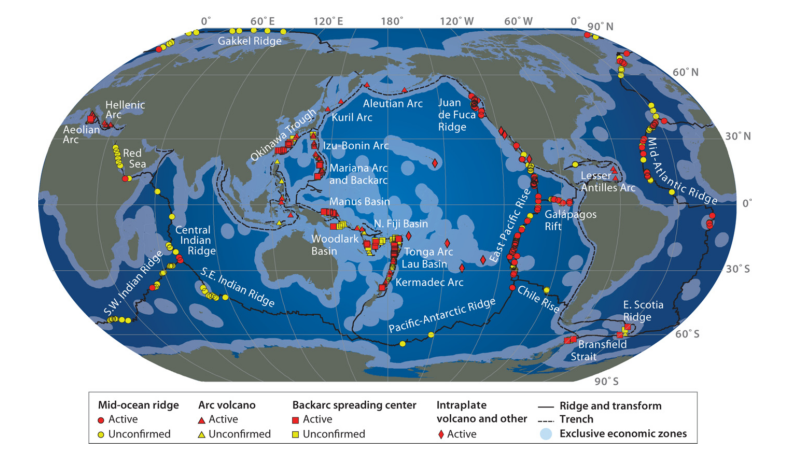 0° 60°E 120°E 180° 120°W 60°W 0° 90°N
Gakkel Ridge
60°N
Hellenic
Arc
Aeolian
Arc
Aleutian Arc
Kuril Arc
Juan
de Fuca
Ridge
30°N
Okinawa Trough
Izu-Bonin Arc
Red
Sea
Mariana Arc
and Backarc
Lesser
Antilles Arc
Mid-Atlantic Ridge
Manus Basin
0°
Central
Indian
Ridge
Woodlark
Basin
N. Fiji Basin
East Pacific Rise
Galápagos
Rift
Tonga Arc
Lau Basin
Kermadec Arc
30°S
S.W. Indian Ridge
S.E. Indian Ridge
Pacific-Antarctic Ridge
Chile Rise
E. Scotia
Ridge
60°S
Bransfield
Strait
90°S
Mid-ocean ridge
Active
Unconfirmed
Arc volcano
Active
Unconfirmed
Backarc spreading center
Active
Unconfirmed
Intraplate
volcano and other
Active
Ridge and transform
Trench
Exclusive economic zones